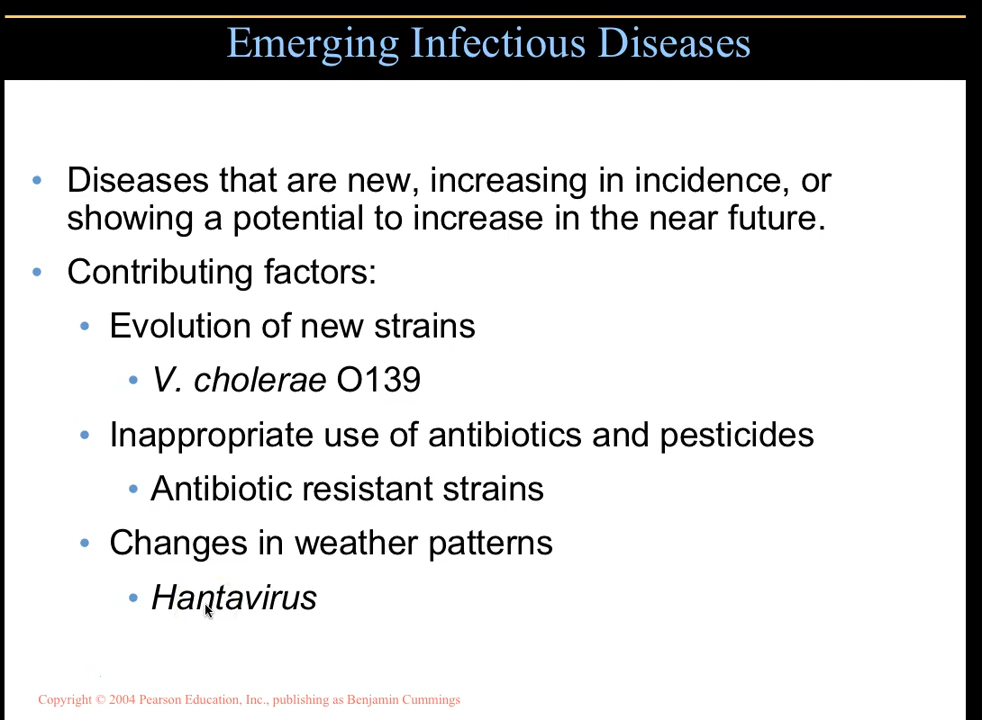 Emerging Infectious Diseases
• Diseases that are new, increasing in incidence, or
showing a potential to increase in the near future.
• Contributing factors:
• Evolution of new strains
• V. cholerae O139
• Inappropriate use of antibiotics and pesticides
• Antibiotic resistant strains
• Changes in weather patterns
• Hantavirus
Copyright © 2004 Pearson Education, Inc., publishing as Benjamin Cummings